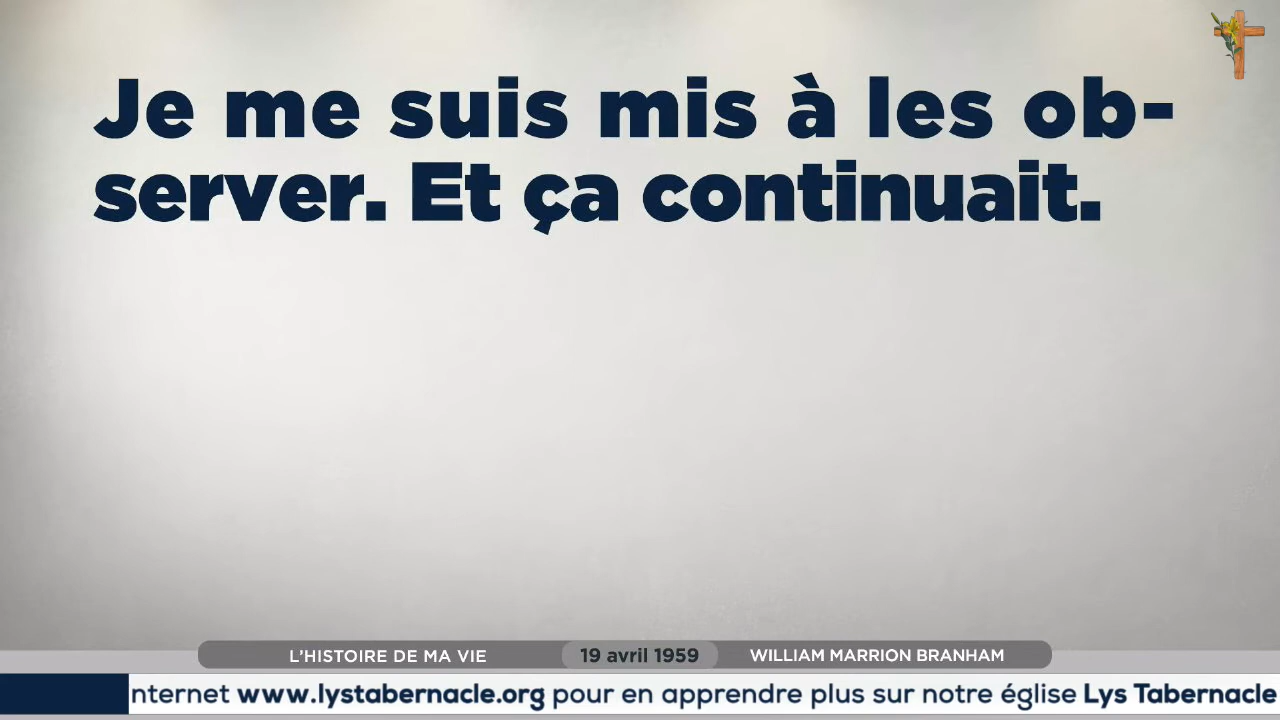 Je me suis mis à les ob-
server. Et ça continuait.
L'HISTOIRE DE MA VIE 19 avril 1959 WILLIAM MARRION BRANHAM
nternet www.lystabernacle.org pour en apprendre plus sur notre église Lys Tabernacle